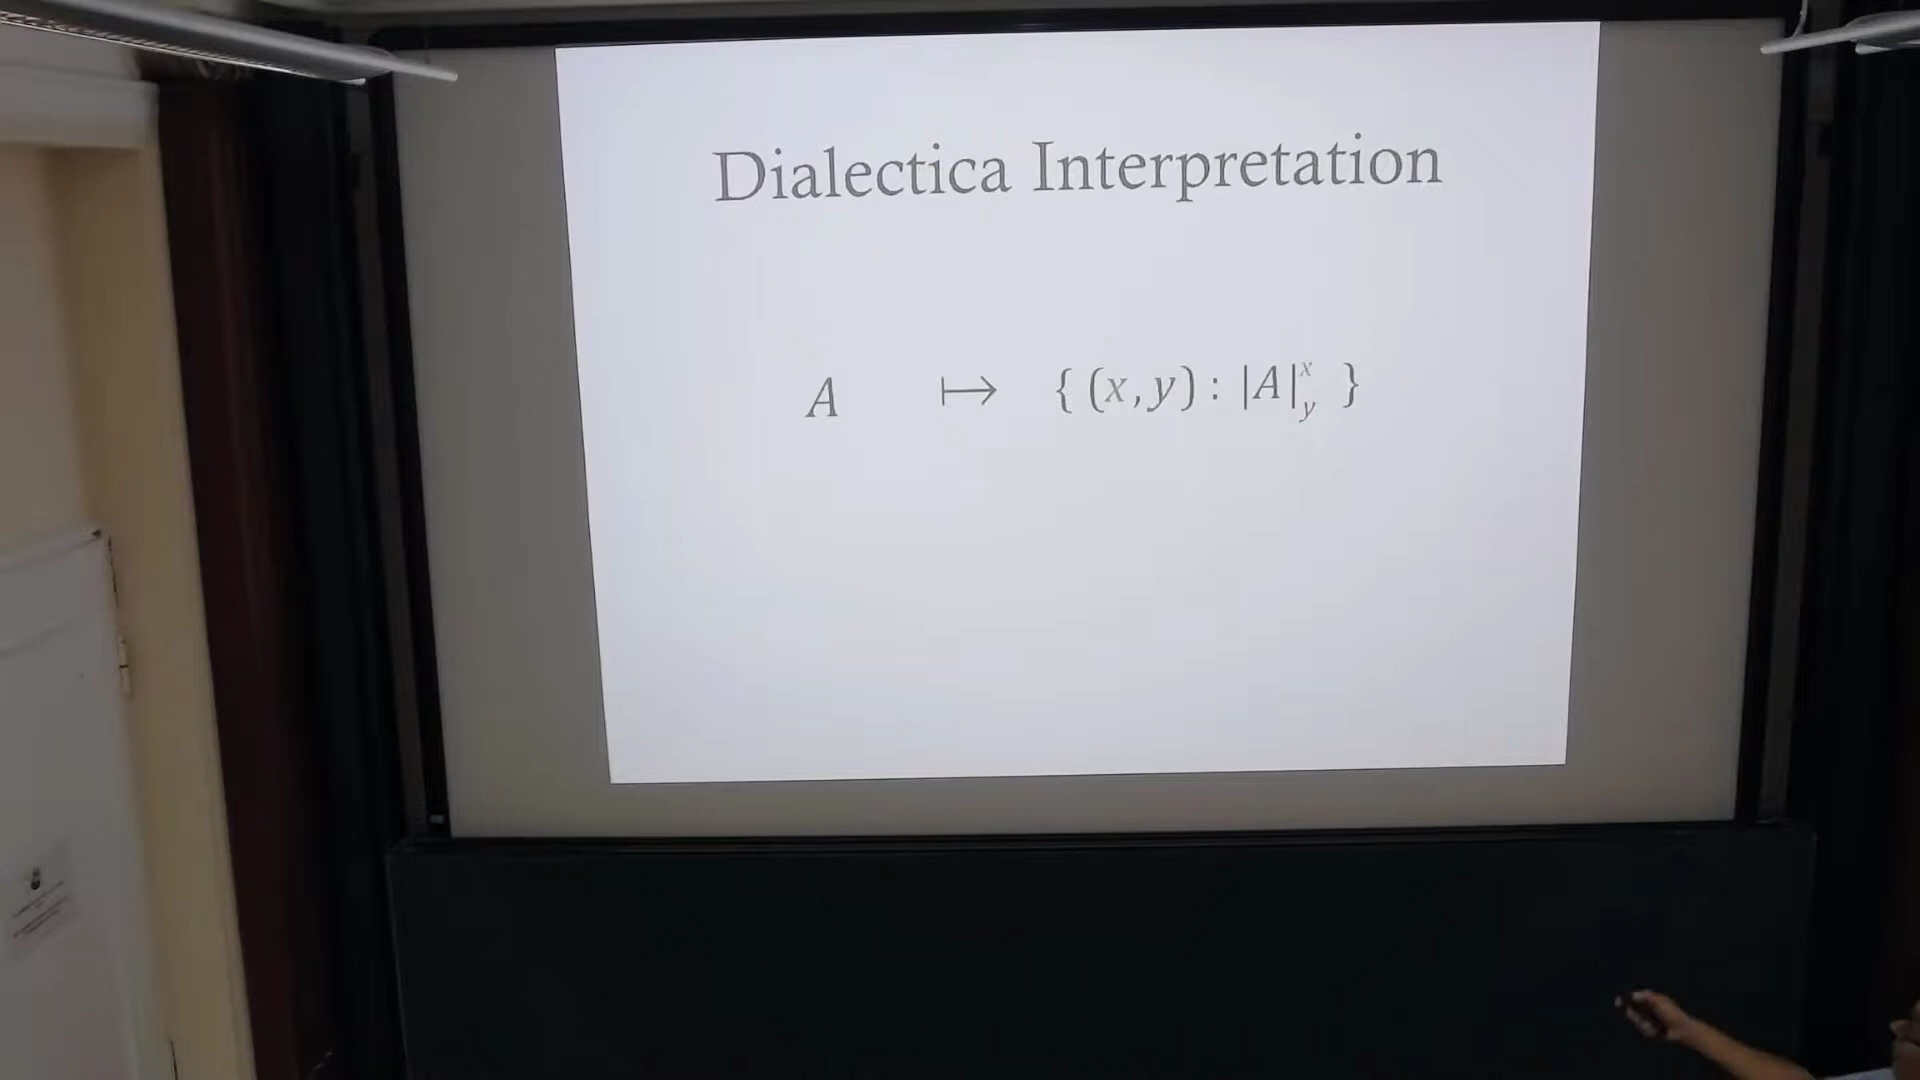 Dialectica Interpretation
A ↦ { (x, y) : |A|ˣᵧ }